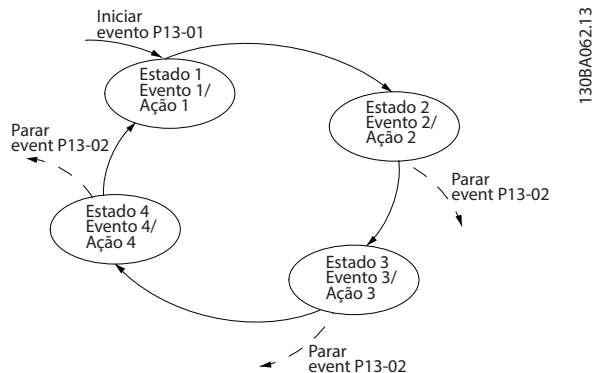 Iniciar
evento P13-01
130BA062.13
Estado 1
Evento 1/
Ação 1
Estado 2
Evento 2/
Ação 2
Parar
event P13-02
Parar
event P13-02
Estado 4
Evento 4/
Ação 4
Estado 3
Evento 3/
Ação 3
Parar
event P13-02